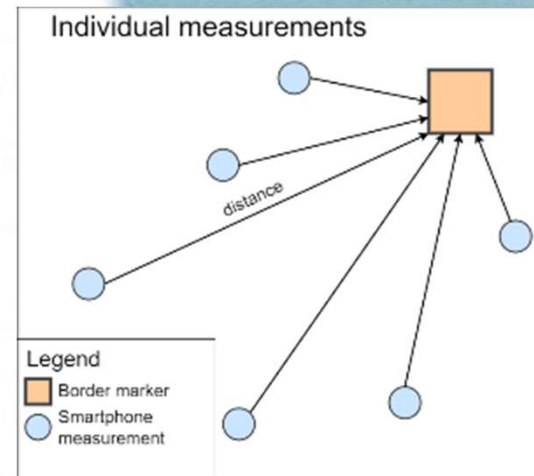 Individual measurements
distance
Legend
Border marker
Smartphone
measurement